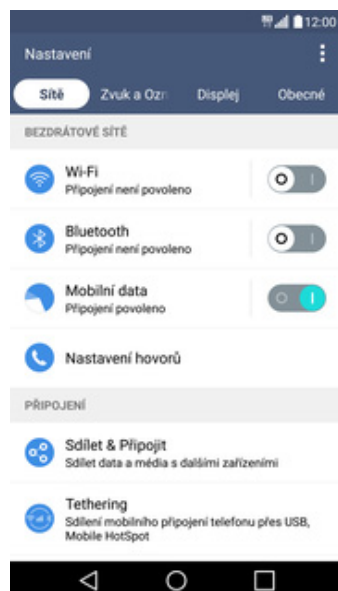 12:00
Nastavení
Sítě Zvuk a Ozn Displej Obecné
BEZDRÁTOVÉ SÍTĚ
Wi-Fi
Připojení není povoleno
Bluetooth
Připojení není povoleno
Mobilní data
Připojení povoleno
Nastavení hovorů
PŘIPOJENÍ
Sdílet & Připojit
Sdílet data a média s dalšími zařízeními
Tethering
Sdílení mobilního připojení telefonu přes USB,
Mobile HotSpot